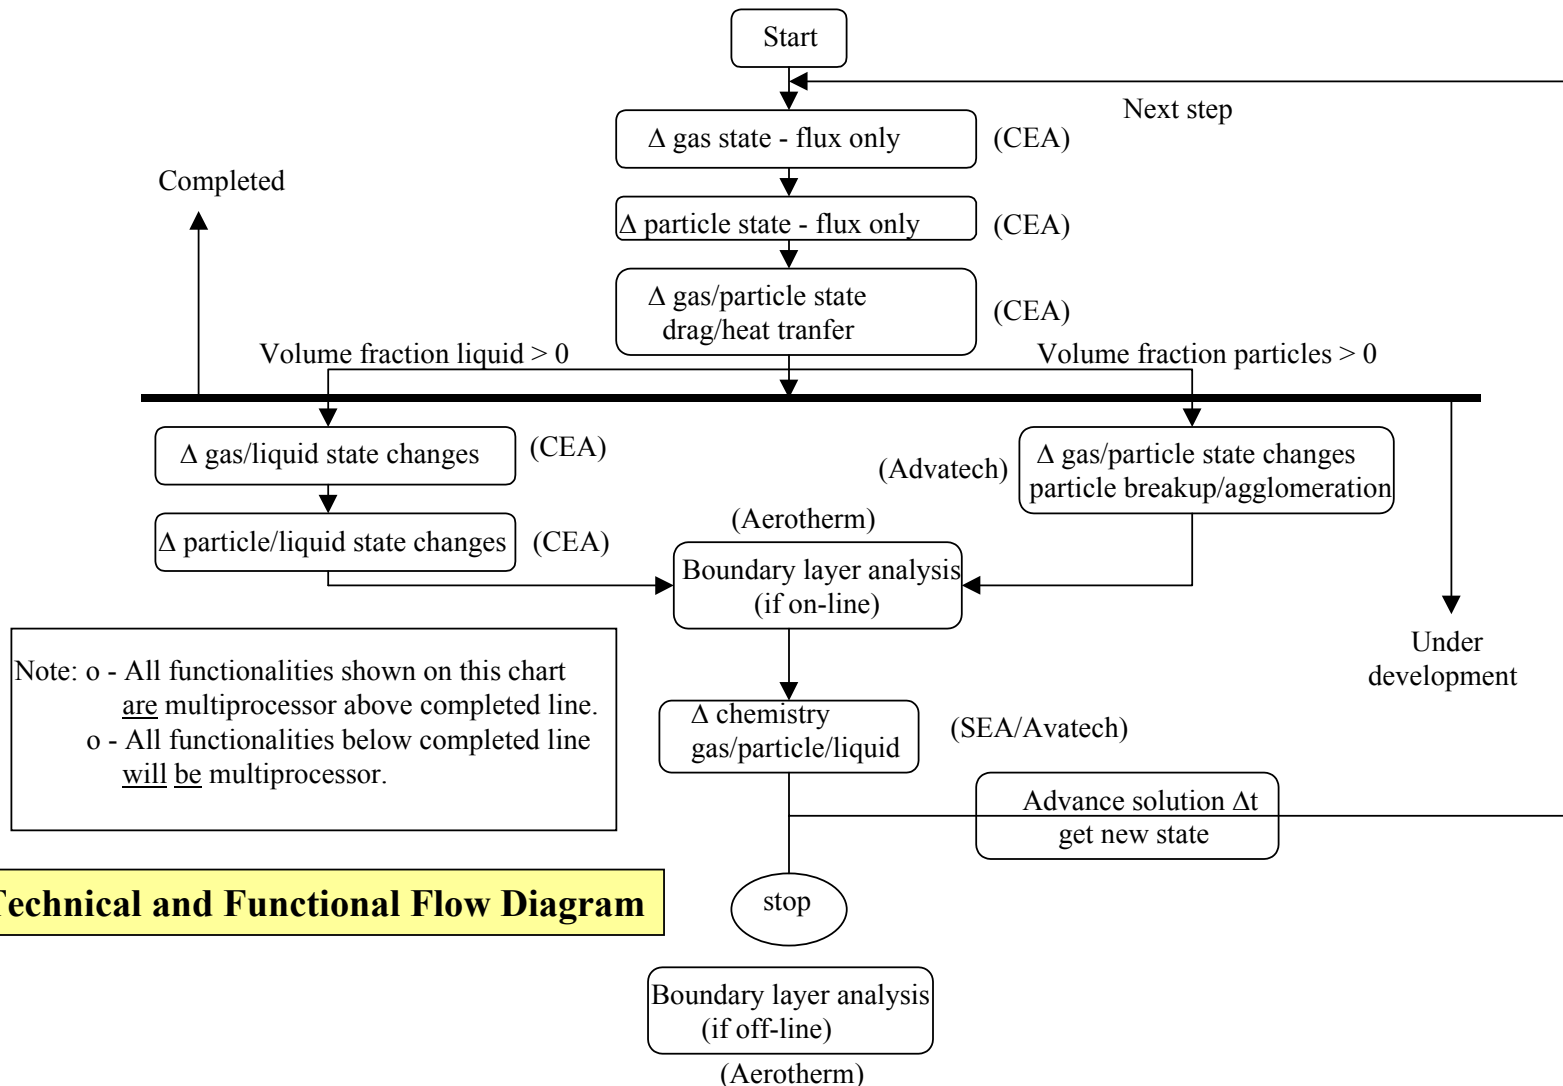 Start
Next step
Δ gas state - flux only
(CEA)
Completed
Δ particle state - flux only
(CEA)
Δ gas/particle state
drag/heat tranfer
(CEA)
Volume fraction liquid > 0
Volume fraction particles > 0
Δ gas/liquid state changes
(CEA)
(Advatech)
Δ gas/particle state changes
particle breakup/agglomeration
Δ particle/liquid state changes
(CEA)
(Aerotherm)
Boundary layer analysis
(if on-line)
Under
development
Note: o - All functionalities shown on this chart
are multiprocessor above completed line.
o - All functionalities below completed line
will be multiprocessor.
Δ chemistry
gas/particle/liquid
(SEA/Avatech)
Advance solution Δt
get new state
Technical and Functional Flow Diagram
stop
Boundary layer analysis
(if off-line)
(Aerotherm)